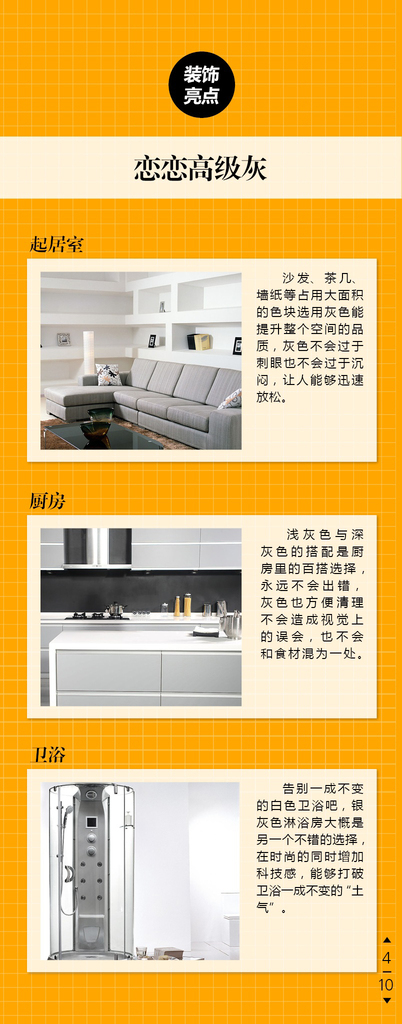 装饰
亮点
恋恋高级灰
起居室
沙发、茶几、
墙纸等占用大面积
的色块选用灰色能
提升整个空间的品
质，灰色不会过于
刺眼也不会过于沉
闷，让人能够迅速
放松。
厨房
浅灰色与深
灰色的搭配是厨
房里的百搭选择，
永远不会出错，
灰色也方便清理
不会造成视觉上
的误会，也不会
和食材混为一处。
卫浴
告别一成不变
的白色卫浴吧，银
灰色淋浴房大概是
另一个不错的选择，
在时尚的同时增加
科技感，能够打破
卫浴一成不变的“土
气”。
4
10